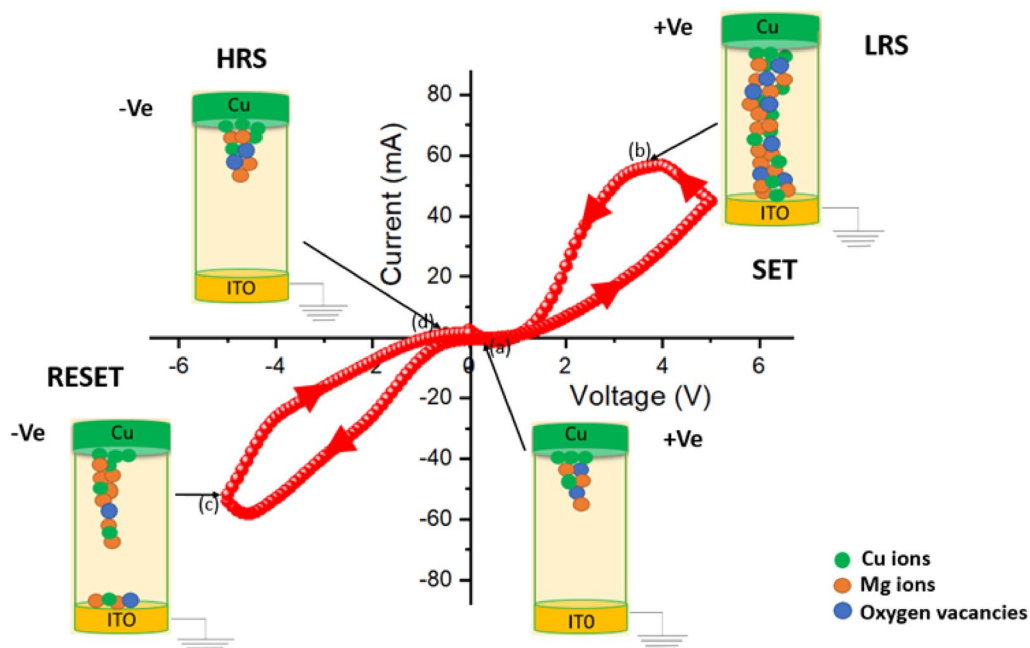 HRS
-Ve
Cu
ITO
+Ve
Cu
LRS
ITO
SET
Current (mA)
80
60
40
20
0
-20
-40
-60
-80
-6
-4
-2
0
2
4
6
Voltage (V)
(a)
(b)
(c)
(d)
RESET
-Ve
Cu
ITO
Cu
+Ve
IT0
Cu ions
Mg ions
Oxygen vacancies